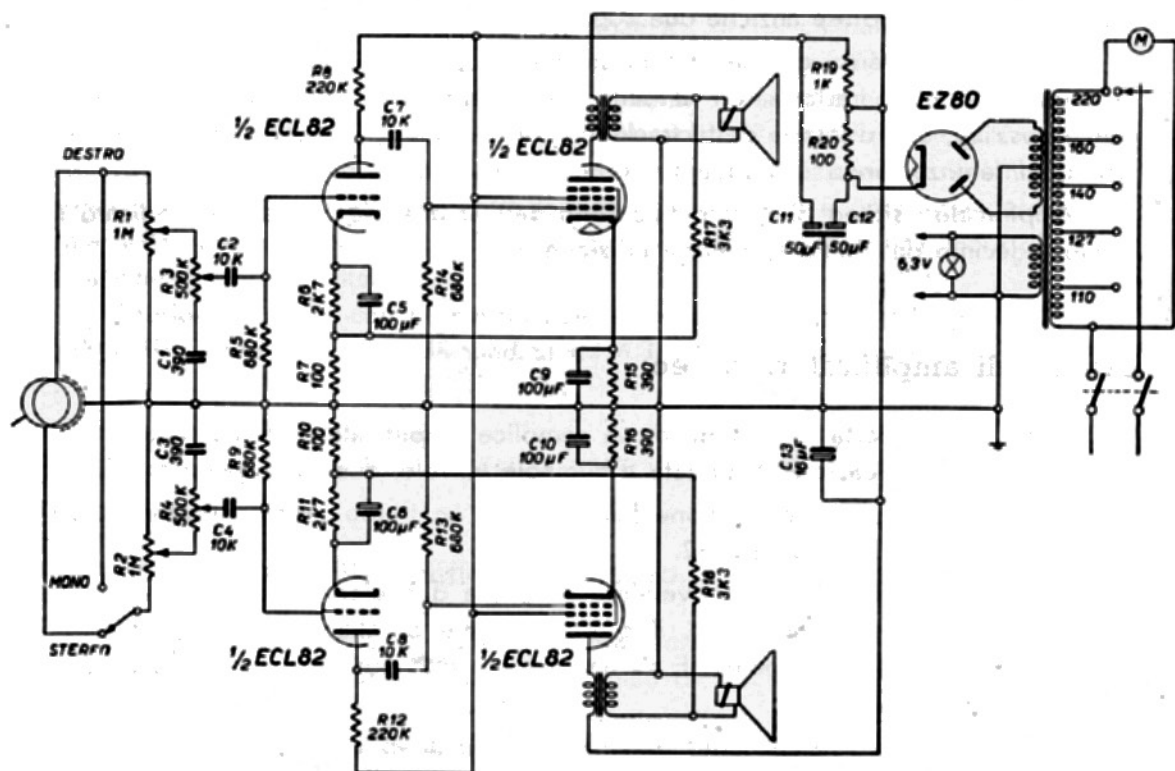 R8
220K
C7
10K
½ ECL82
½ ECL82
R19
1K
EZ80
M
220
R20
100
160
DESTRO
140
C11
C12
50µF
50µF
127
R1
1M
R17
3K3
6,3V
C2
10K
R3
500K
R14
680K
110
R6
2K7
C5
100µF
R5
680K
C1
390
R7
100
C9
100µF
R15
390
C3
390
R10
100
C10
100µF
R16
390
R9
680K
C13
16µF
R4
500K
C4
10K
R11
2K7
C6
100µF
R13
680K
R2
1M
R18
3K3
MONO
STEREO
½ ECL82
C8
10K
½ ECL82
R12
220K